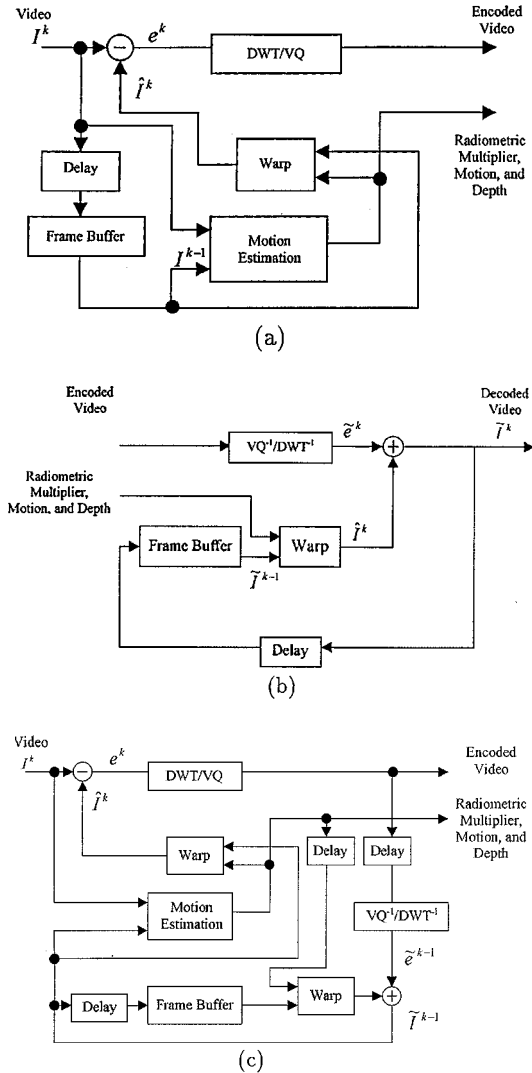 Video
I^k
e^k
DWT/VQ
Encoded
Video
Î^k
Delay
Warp
Radiometric
Multiplier,
Motion, and
Depth
Frame Buffer
I^{k-1}
Motion
Estimation
(a)
Encoded
Video
VQ^{-1}/DWT^{-1}
ẽ^k
Decoded
Video
Ĩ^k
Radiometric
Multiplier,
Motion, and Depth
Frame Buffer
Ĩ^{k-1}
Warp
Î^k
Delay
(b)
Video
I^k
e^k
DWT/VQ
Encoded
Video
Î^k
Warp
Delay
Delay
Radiometric
Multiplier,
Motion, and
Depth
Motion
Estimation
VQ^{-1}/DWT^{-1}
ẽ^{k-1}
Delay
Frame Buffer
Warp
Ĩ^{k-1}
(c)